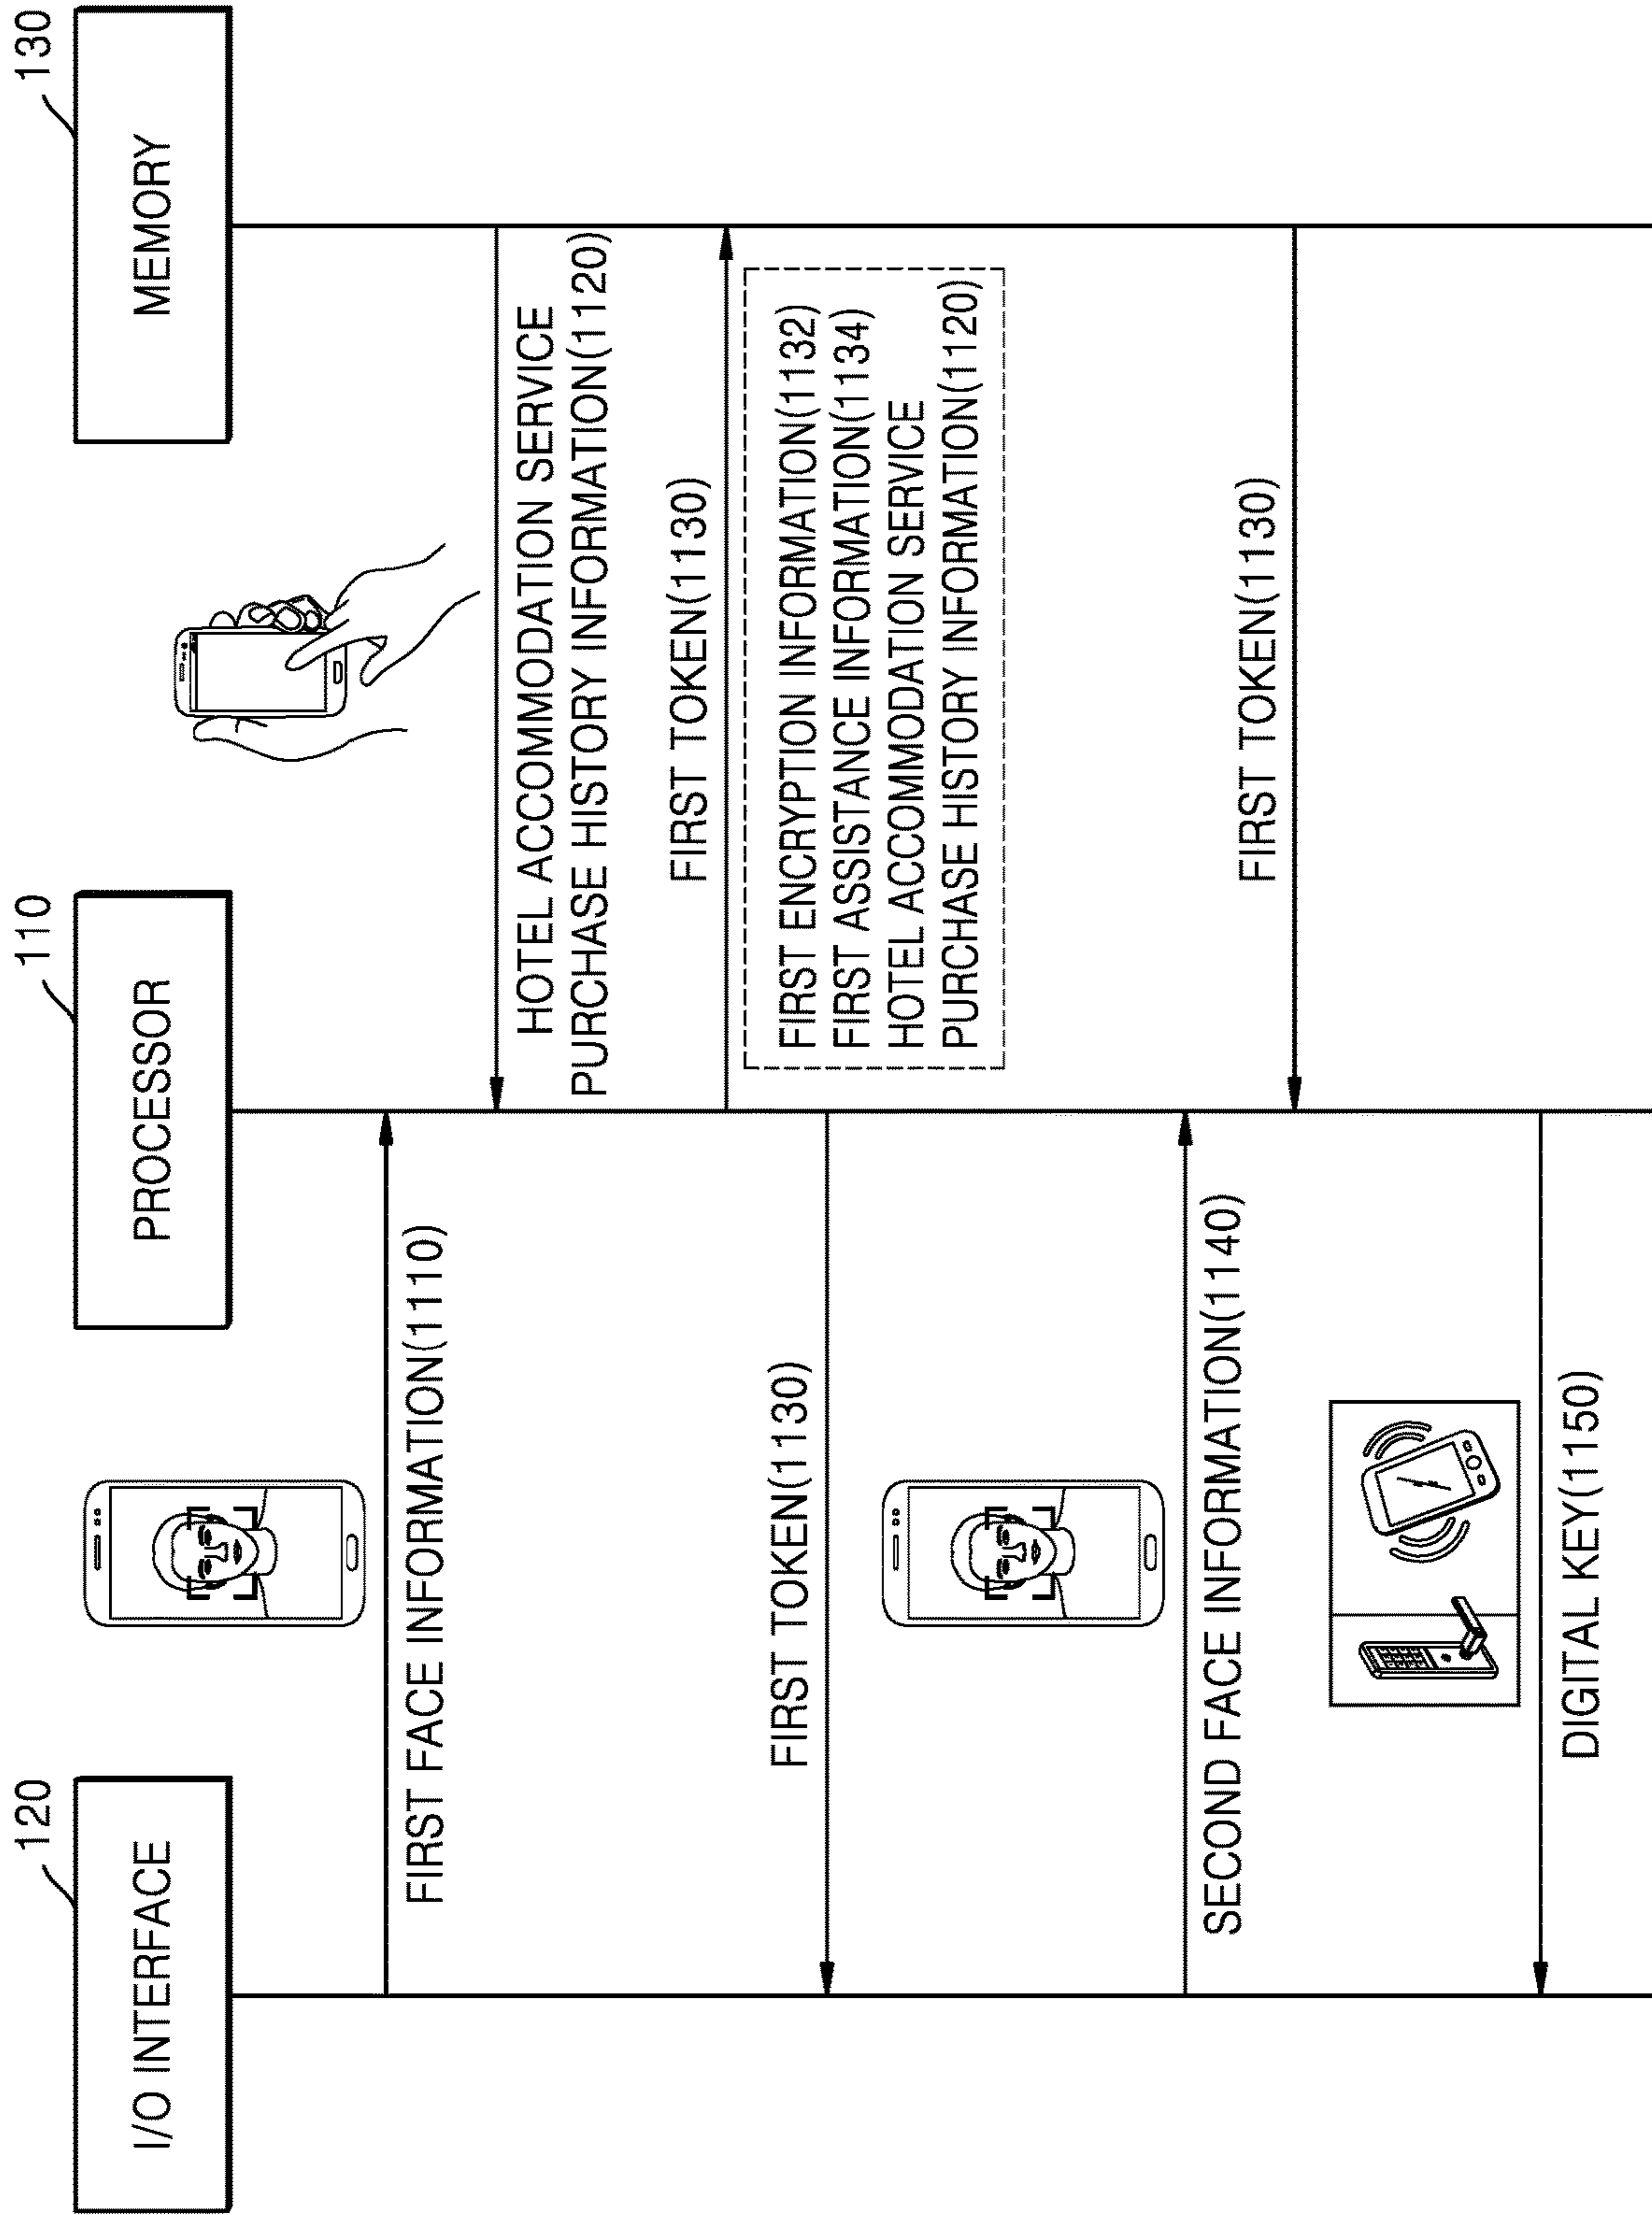 120
I/O INTERFACE
110
PROCESSOR
130
MEMORY
FIRST FACE INFORMATION(1110)
HOTEL ACCOMMODATION SERVICE
PURCHASE HISTORY INFORMATION(1120)
FIRST TOKEN(1130)
FIRST ENCRYPTION INFORMATION(1132)
FIRST ASSISTANCE INFORMATION(1134)
HOTEL ACCOMMODATION SERVICE
PURCHASE HISTORY INFORMATION(1120)
FIRST TOKEN(1130)
SECOND FACE INFORMATION(1140)
FIRST TOKEN(1130)
DIGITAL KEY(1150)